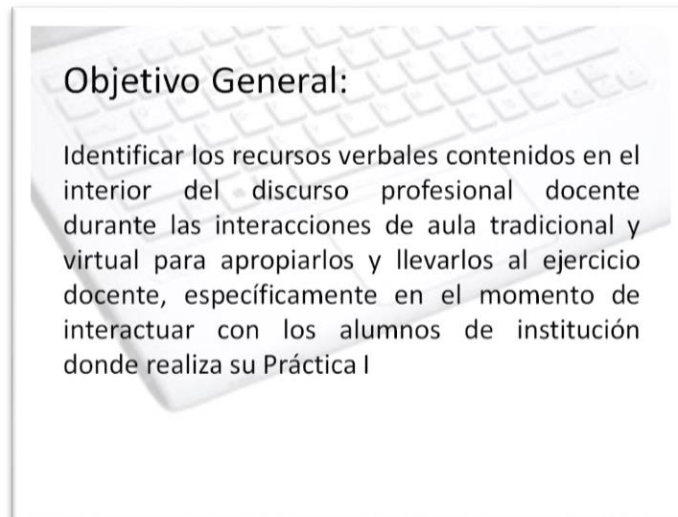 Objetivo General:
Identificar los recursos verbales contenidos en el
interior del discurso profesional docente
durante las interacciones de aula tradicional y
virtual para apropiarlos y llevarlos al ejercicio
docente, específicamente en el momento de
interactuar con los alumnos de institución
donde realiza su Práctica I